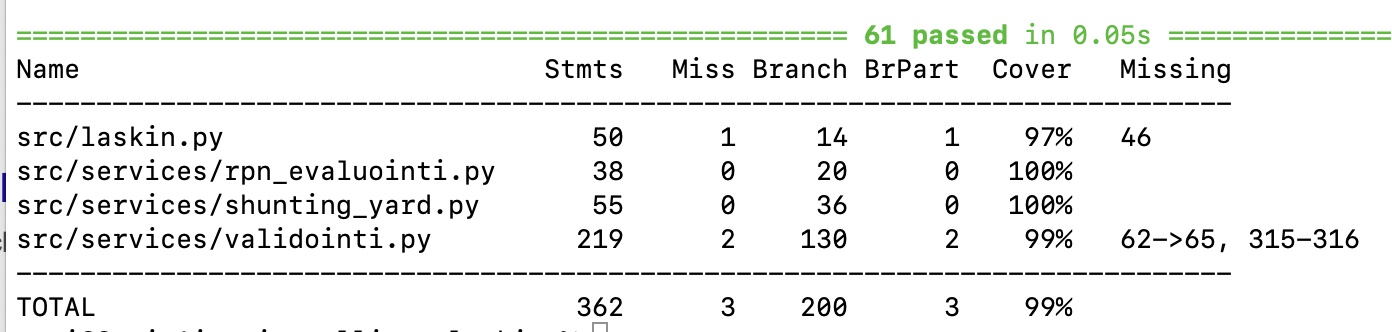 ==================================================== 61 passed in 0.05s ==============
Name                                 Stmts   Miss Branch BrPart  Cover   Missing
----------------------------------------------------------------------------
src/laskin.py                           50      1     14      1    97%   46
src/services/rpn_evaluointi.py          38      0     20      0   100%
src/services/shunting_yard.py           55      0     36      0   100%
src/services/validointi.py             219      2    130      2    99%   62->65, 315-316
----------------------------------------------------------------------------
TOTAL                                  362      3    200      3    99%